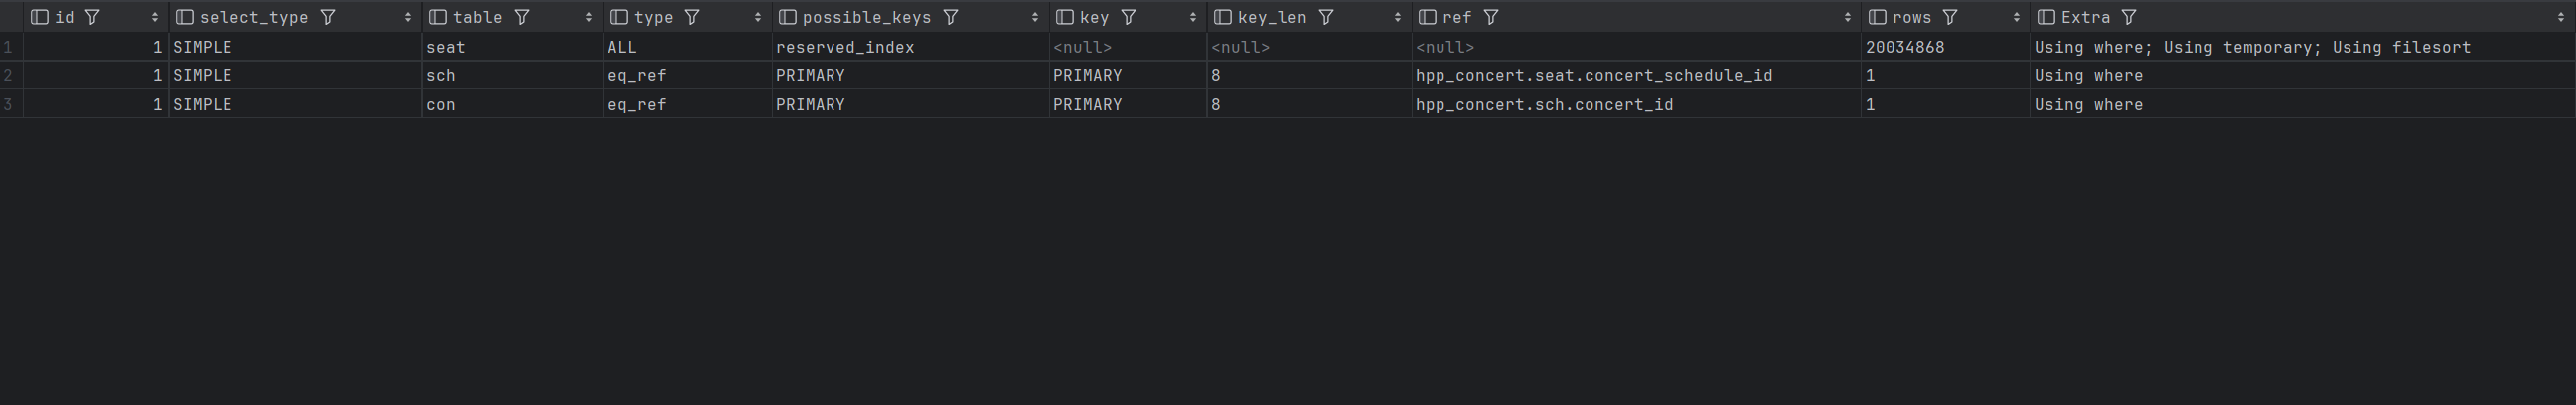 id select_type table type possible_keys key key_len ref rows Extra
1 1 SIMPLE seat ALL reserved_index <null> <null> <null> 20034868 Using where; Using temporary; Using filesort
2 1 SIMPLE sch eq_ref PRIMARY PRIMARY 8 hpp_concert.seat.concert_schedule_id 1 Using where
3 1 SIMPLE con eq_ref PRIMARY PRIMARY 8 hpp_concert.sch.concert_id 1 Using where